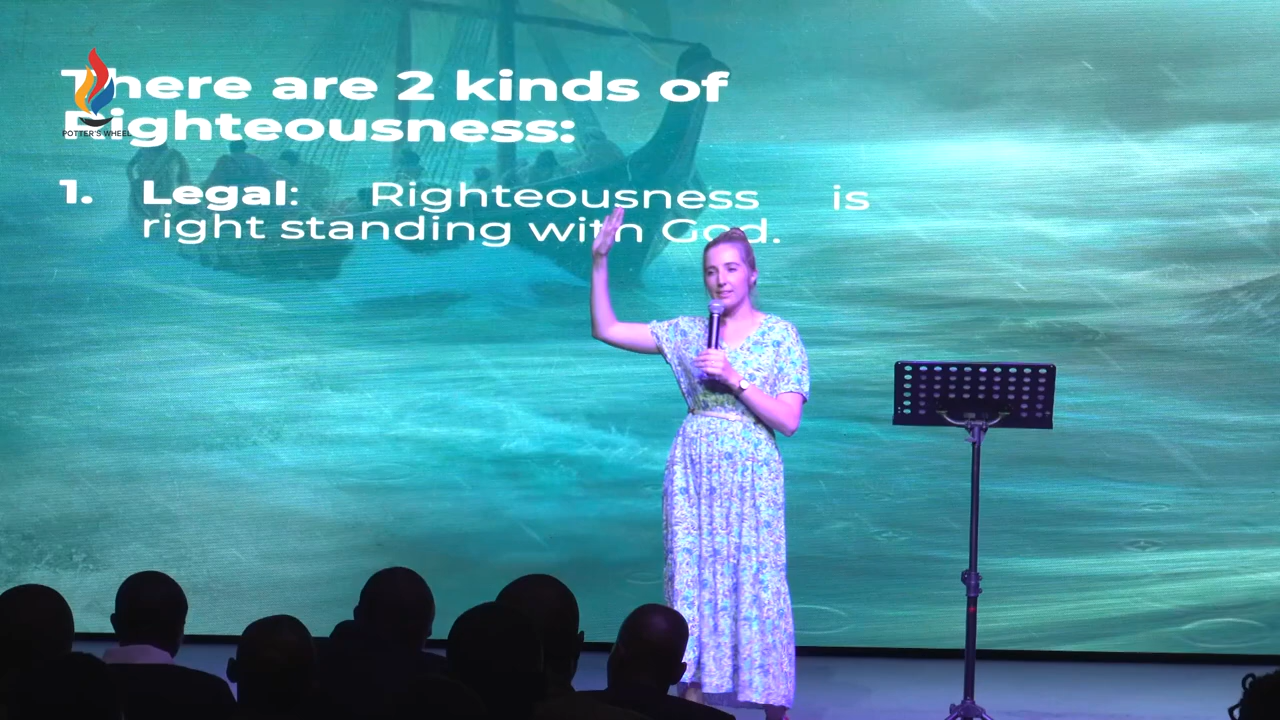 There are 2 kinds of
Righteousness:
POTTER'S WHEEL
1. Legal: Righteousness is
right standing with God.